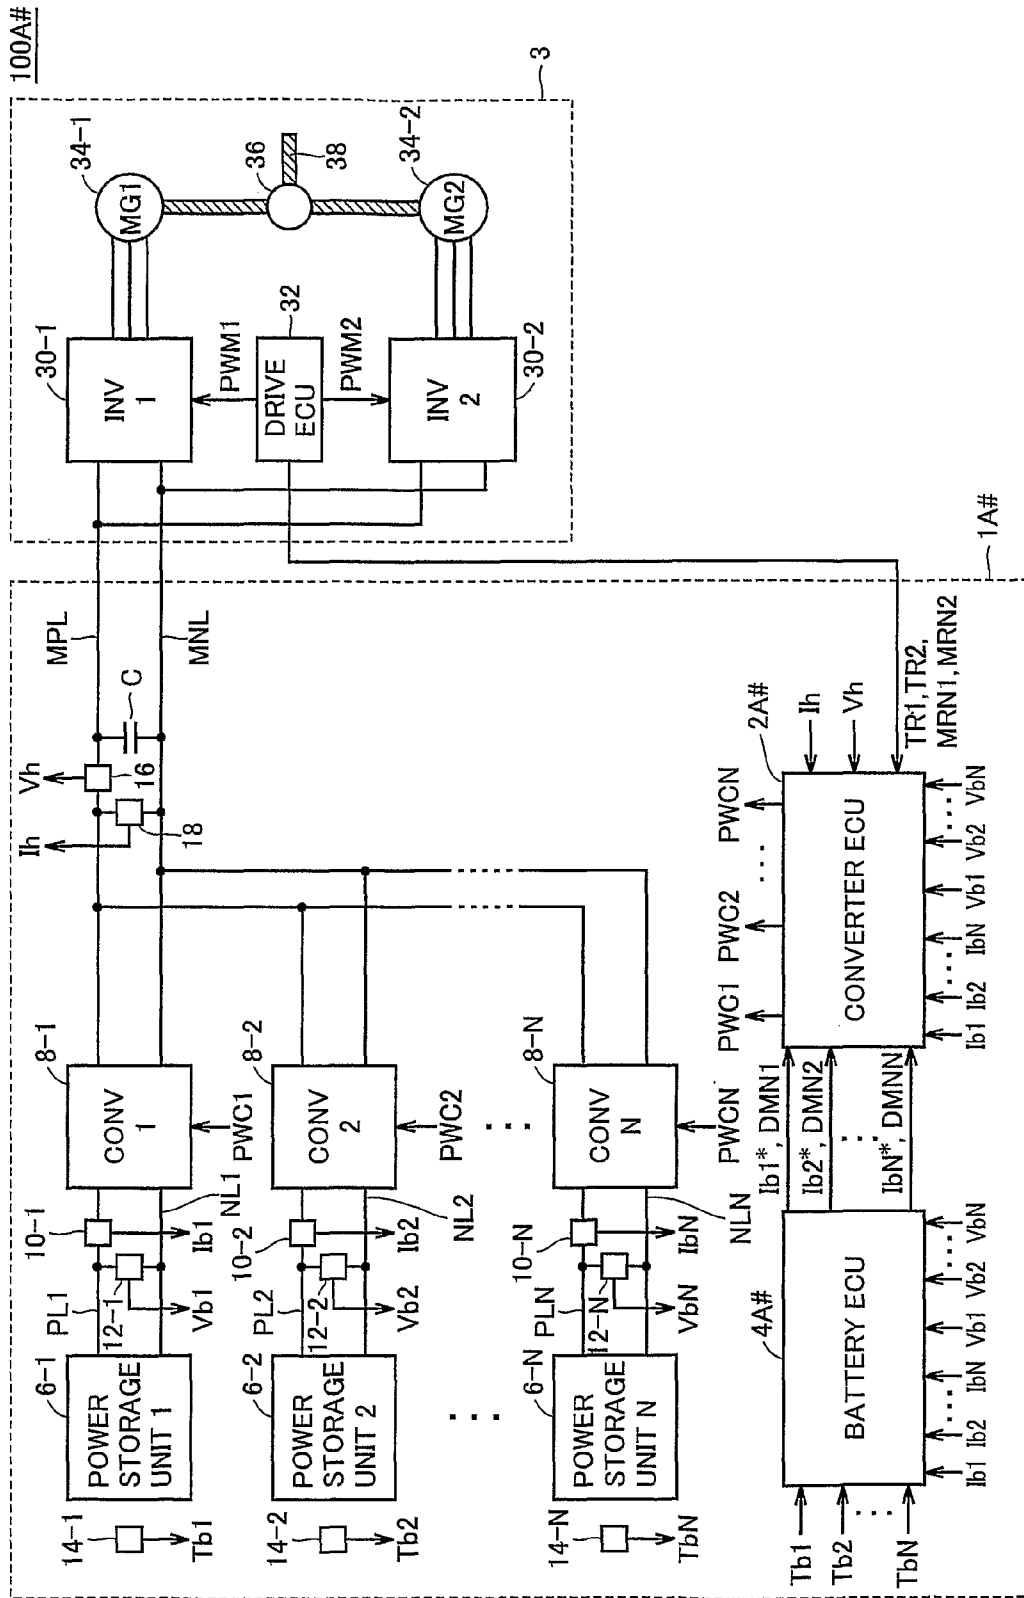 100A#
3
34-1
MG1
36
38
34-2
MG2
30-1
INV
1
PWM1
32
DRIVE
ECU
PWM2
INV
2
30-2
MPL
MNL
C
Vh
16
Ih
18
1A#
8-1
CONV
1
PWC1
8-2
CONV
2
PWC2
...
8-N
CONV
N
PWCN
10-1
NL1
Ib1
PL1
12-1
Vb1
10-2
NL2
Ib2
PL2
12-2
Vb2
10-N
NLN
IbN
PLN
12-N
VbN
6-1
POWER
STORAGE
UNIT 1
6-2
POWER
STORAGE
UNIT 2
...
6-N
POWER
STORAGE
UNIT N
14-1
Tb1
14-2
Tb2
14-N
TbN
2A#
CONVERTER ECU
PWC1
PWC2
...
PWCN
Ih
Vh
TR1, TR2,
MRN1, MRN2
Ib1
Ib2
...
IbN
Vb1
Vb2
...
VbN
Ib1*, DMN1
Ib2*, DMN2
...
IbN*, DMNN
4A#
BATTERY ECU
Tb1
Tb2
...
TbN
Ib1
Ib2
...
IbN
Vb1
Vb2
...
VbN